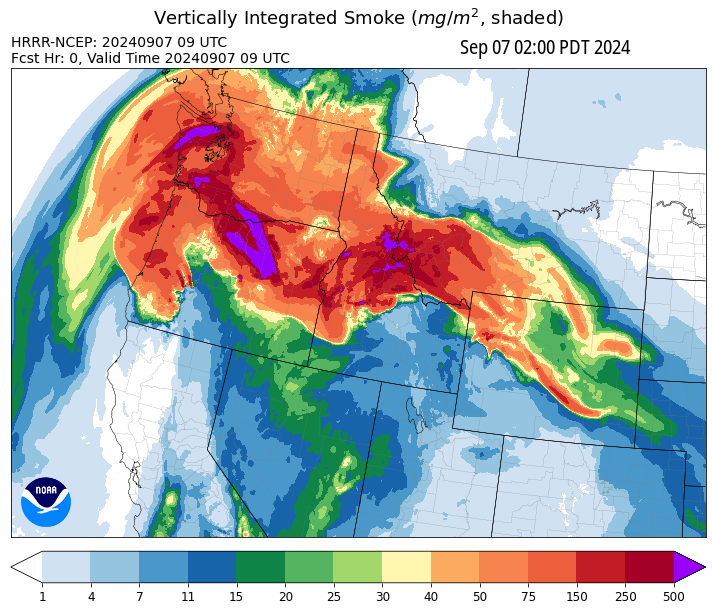 Vertically Integrated Smoke (mg/m², shaded)
HRRR-NCEP: 20240907 09 UTC
Fcst Hr: 0, Valid Time 20240907 09 UTC
Sep 07 02:00 PDT 2024
NOAA
1 4 7 11 15 20 25 30 40 50 75 150 250 500